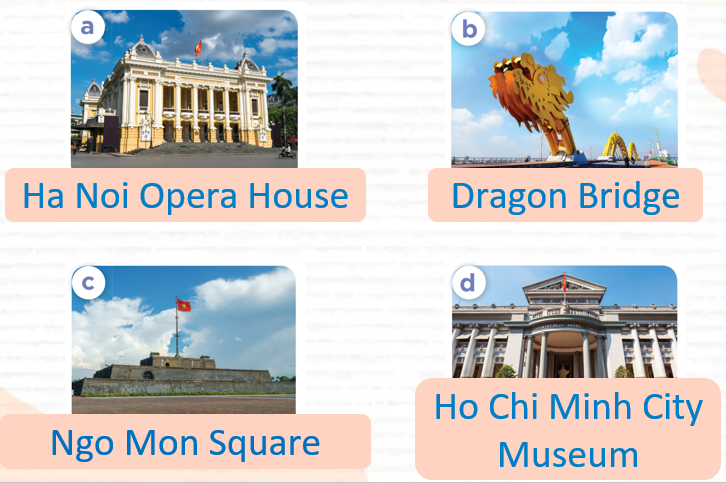 a
Ha Noi Opera House
b
Dragon Bridge
c
Ngo Mon Square
d
Ho Chi Minh City
Museum